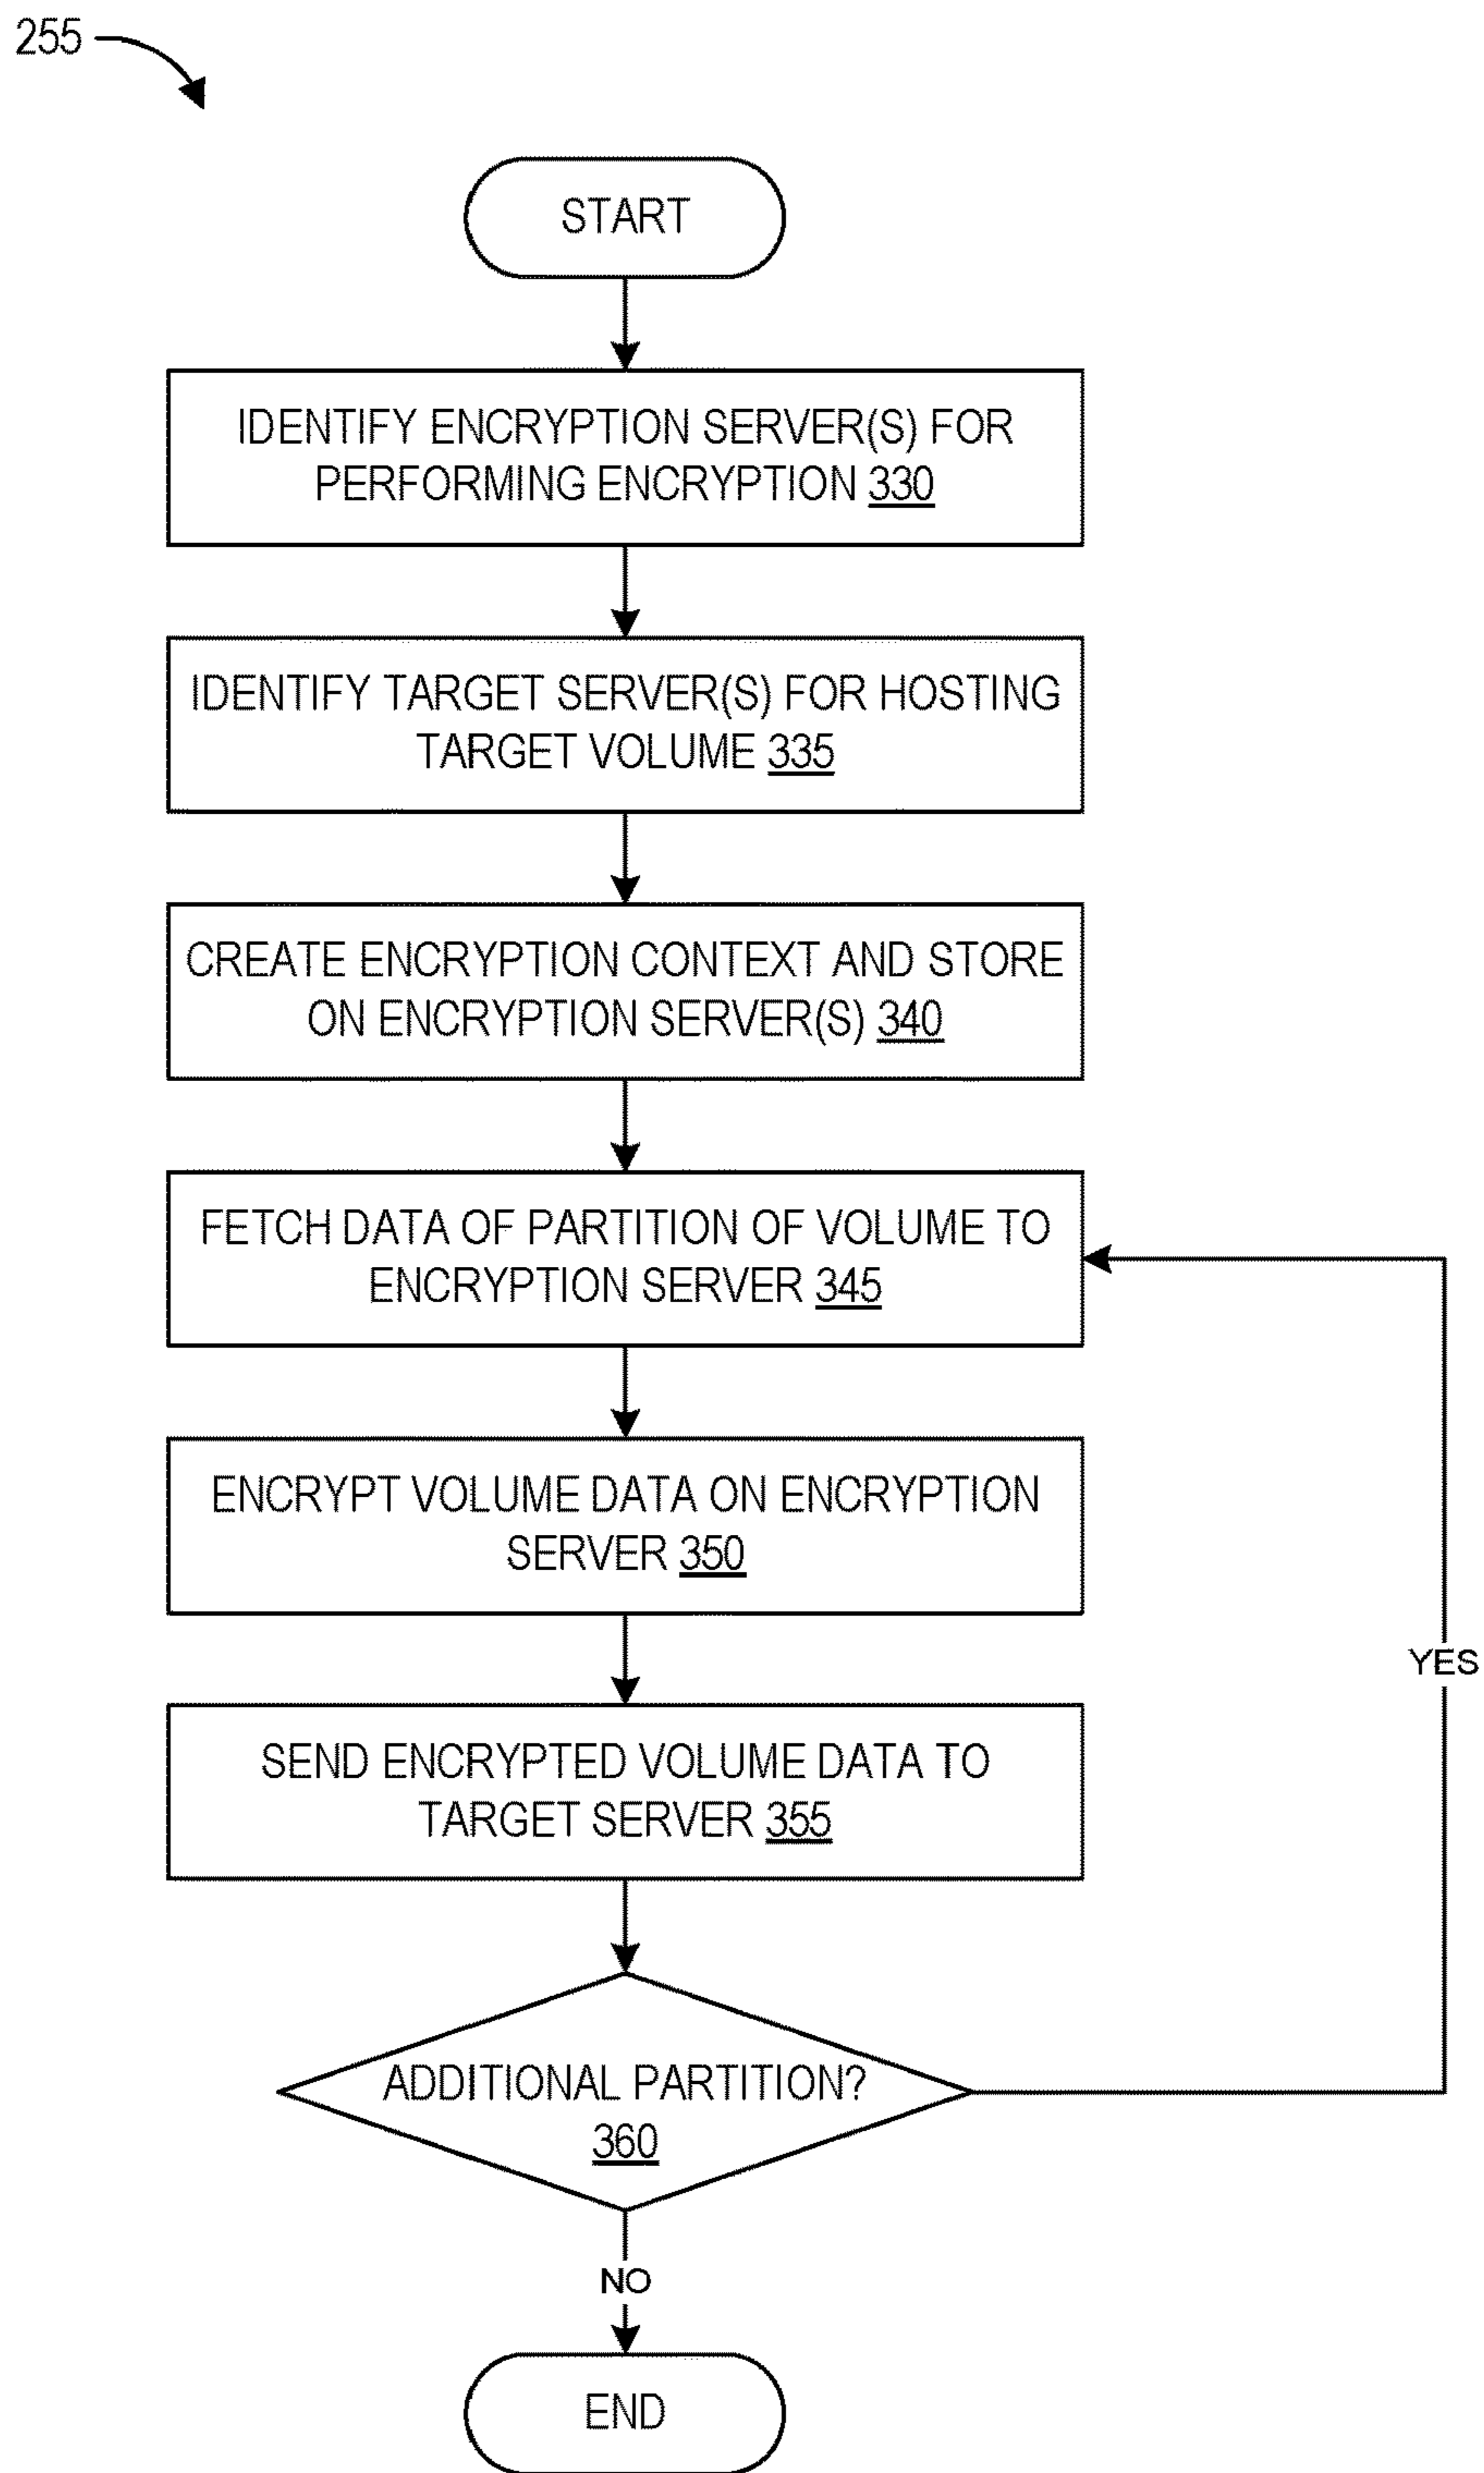 255
START
IDENTIFY ENCRYPTION SERVER(S) FOR
PERFORMING ENCRYPTION 330
IDENTIFY TARGET SERVER(S) FOR HOSTING
TARGET VOLUME 335
CREATE ENCRYPTION CONTEXT AND STORE
ON ENCRYPTION SERVER(S) 340
FETCH DATA OF PARTITION OF VOLUME TO
ENCRYPTION SERVER 345
ENCRYPT VOLUME DATA ON ENCRYPTION
SERVER 350
YES
SEND ENCRYPTED VOLUME DATA TO
TARGET SERVER 355
ADDITIONAL PARTITION?
360
NO
END